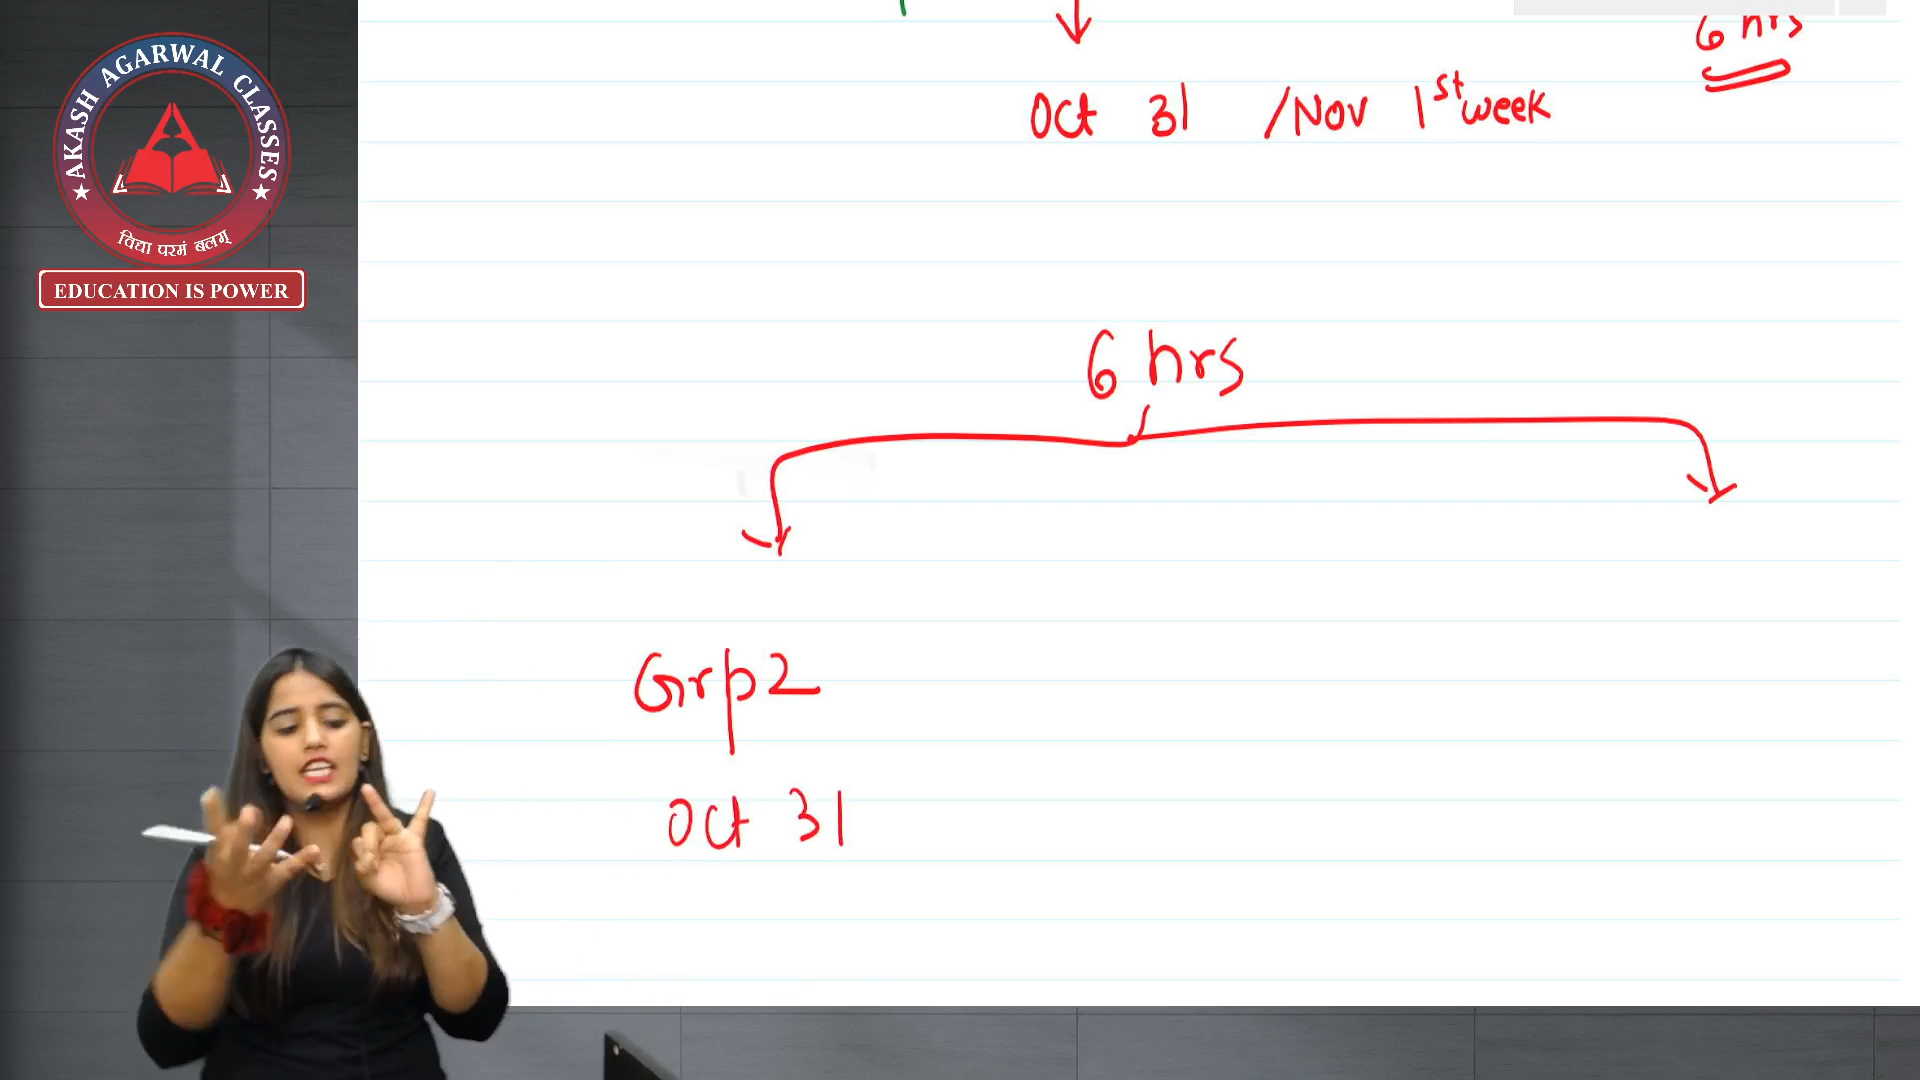 AKASH AGARWAL CLASSES
विद्या परमं बलम्
EDUCATION IS POWER
6 hrs
Oct 31 /Nov 1st week
6 hrs
Grp2
Oct 31